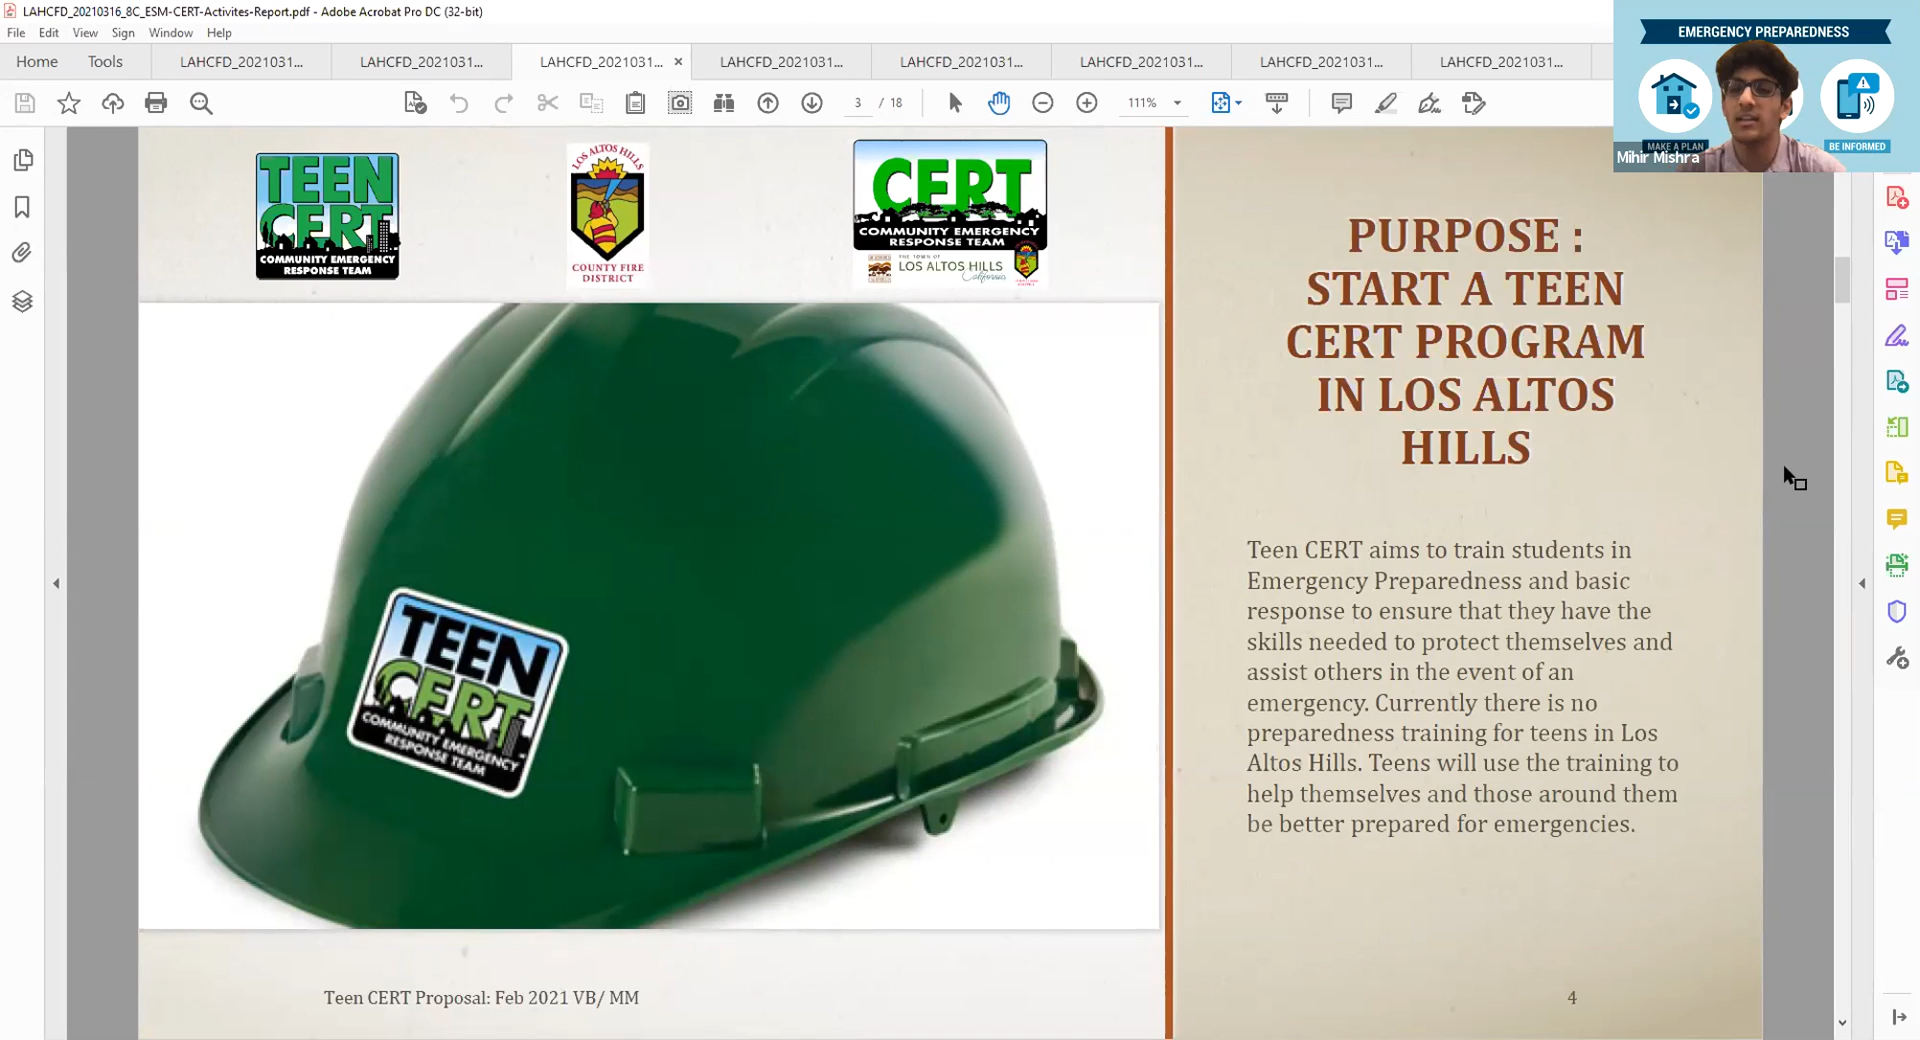 LAHCFD_20210316_8C_ESM-CERT-Activites-Report.pdf - Adobe Acrobat Pro DC (32-bit)
File Edit View Sign Window Help
Home Tools LAHCFD_2021031... LAHCFD_2021031... LAHCFD_2021031... × LAHCFD_2021031... LAHCFD_2021031... LAHCFD_2021031... LAHCFD_2021031... LAHCFD_2021031...
3 / 18 111%
EMERGENCY PREPAREDNESS
MAKE A PLAN
BE INFORMED
Mihir Mishra
TEEN
CERT
COMMUNITY EMERGENCY
RESPONSE TEAM
LOS ALTOS HILLS
COUNTY FIRE
DISTRICT
CERT
COMMUNITY EMERGENCY
RESPONSE TEAM
THE TOWN OF
LOS ALTOS HILLS
California
PURPOSE :
START A TEEN
CERT PROGRAM
IN LOS ALTOS
HILLS
TEEN
CERT
COMMUNITY EMERGENCY
RESPONSE TEAM
Teen CERT aims to train students in
Emergency Preparedness and basic
response to ensure that they have the
skills needed to protect themselves and
assist others in the event of an
emergency. Currently there is no
preparedness training for teens in Los
Altos Hills. Teens will use the training to
help themselves and those around them
be better prepared for emergencies.
Teen CERT Proposal: Feb 2021 VB/ MM
4